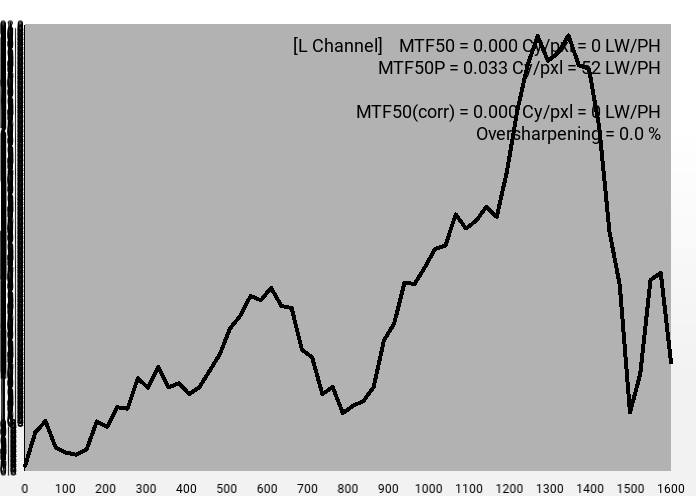 [L Channel] MTF50 = 0.000 Cy/pxl = 0 LW/PH
MTF50P = 0.033 Cy/pxl = 52 LW/PH
MTF50(corr) = 0.000 Cy/pxl = 0 LW/PH
Oversharpening = 0.0 %
0 100 200 300 400 500 600 700 800 900 1000 1100 1200 1300 1400 1500 1600